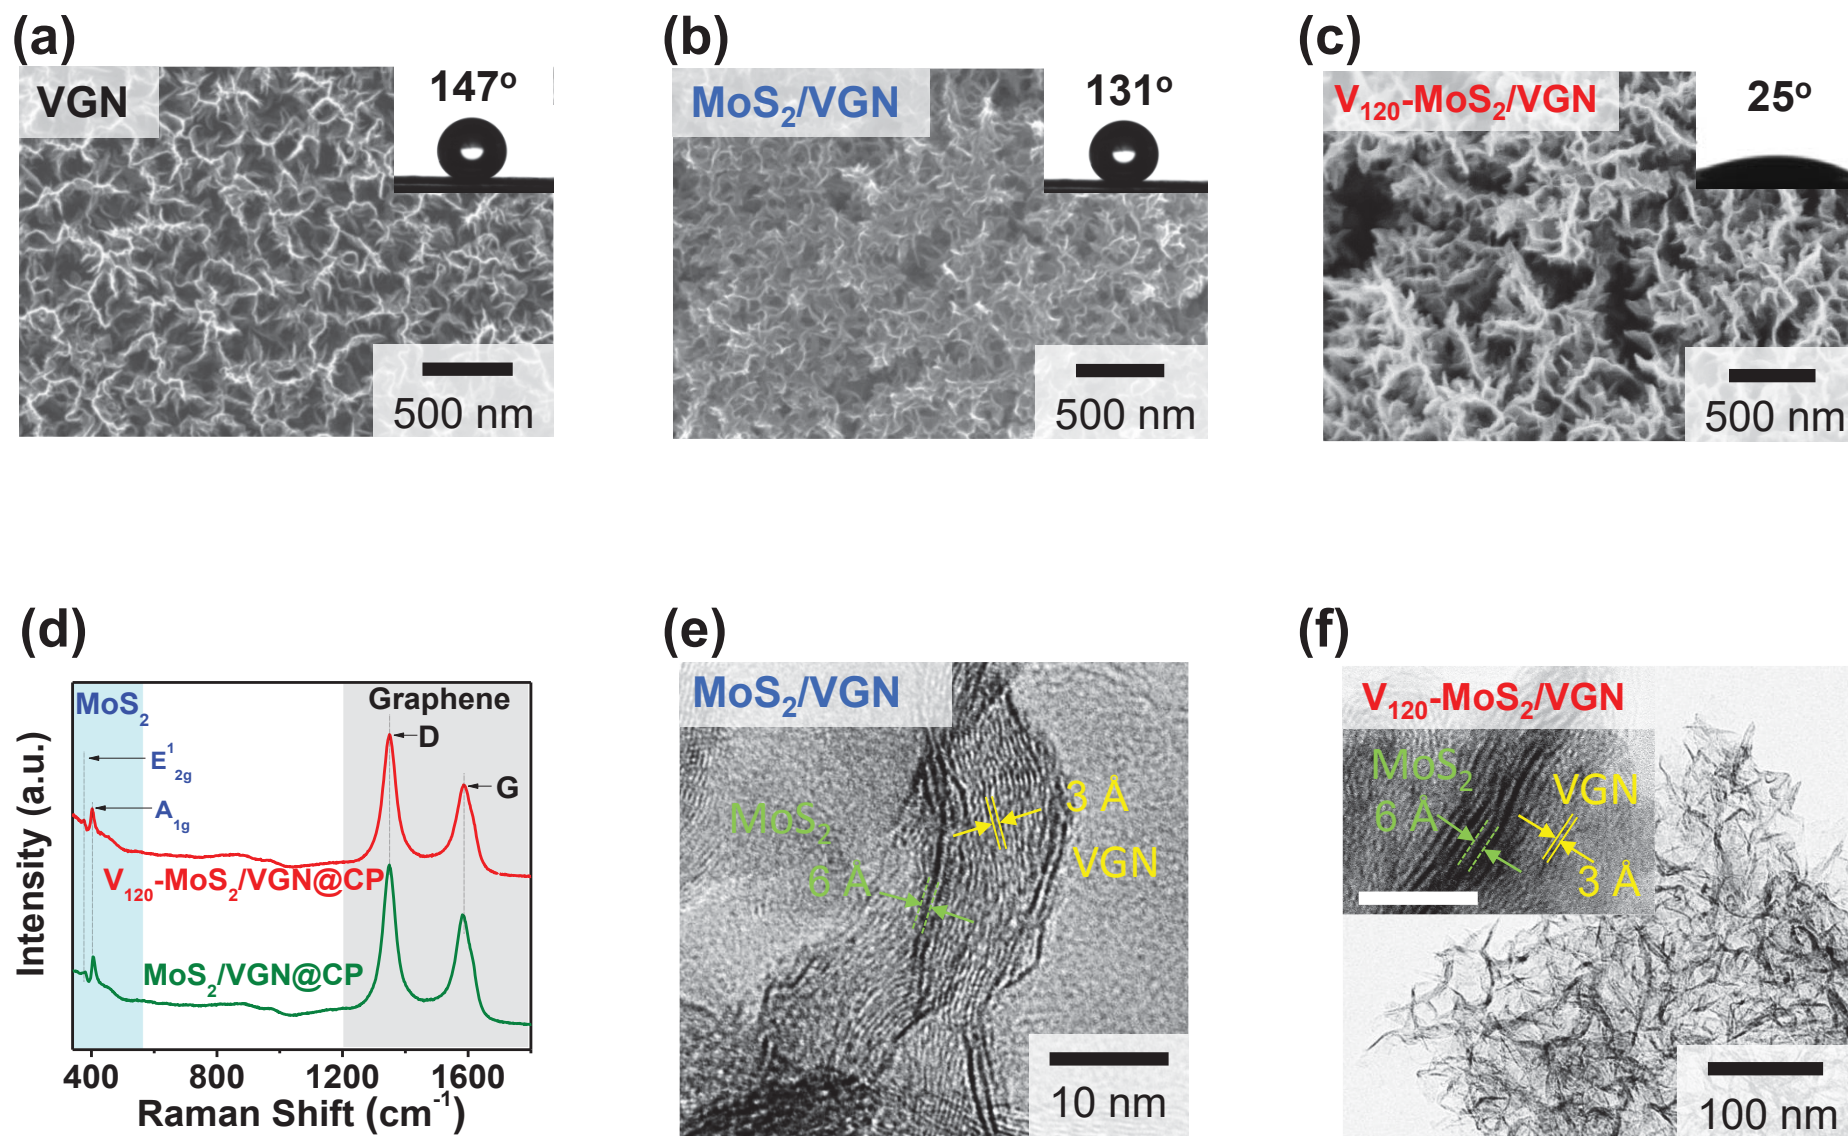 (a)
VGN
147°
500 nm
(b)
MoS₂/VGN
131°
500 nm
(c)
V₁₂₀-MoS₂/VGN
25°
500 nm
(d)
MoS₂
Graphene
E¹₂g
A₁g
D
G
V₁₂₀-MoS₂/VGN@CP
MoS₂/VGN@CP
Intensity (a.u.)
400 800 1200 1600
Raman Shift (cm⁻¹)
(e)
MoS₂/VGN
MoS₂
6 Å
3 Å
VGN
10 nm
(f)
V₁₂₀-MoS₂/VGN
MoS₂
6 Å
VGN
3 Å
100 nm